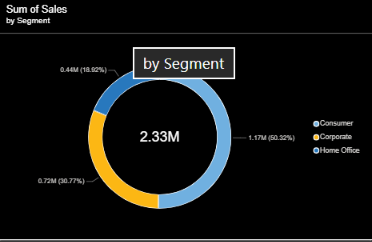 Sum of Sales
by Segment
by Segment
0.44M (18.92%)
2.33M
1.17M (50.32%)
0.72M (30.77%)
Consumer
Corporate
Home Office